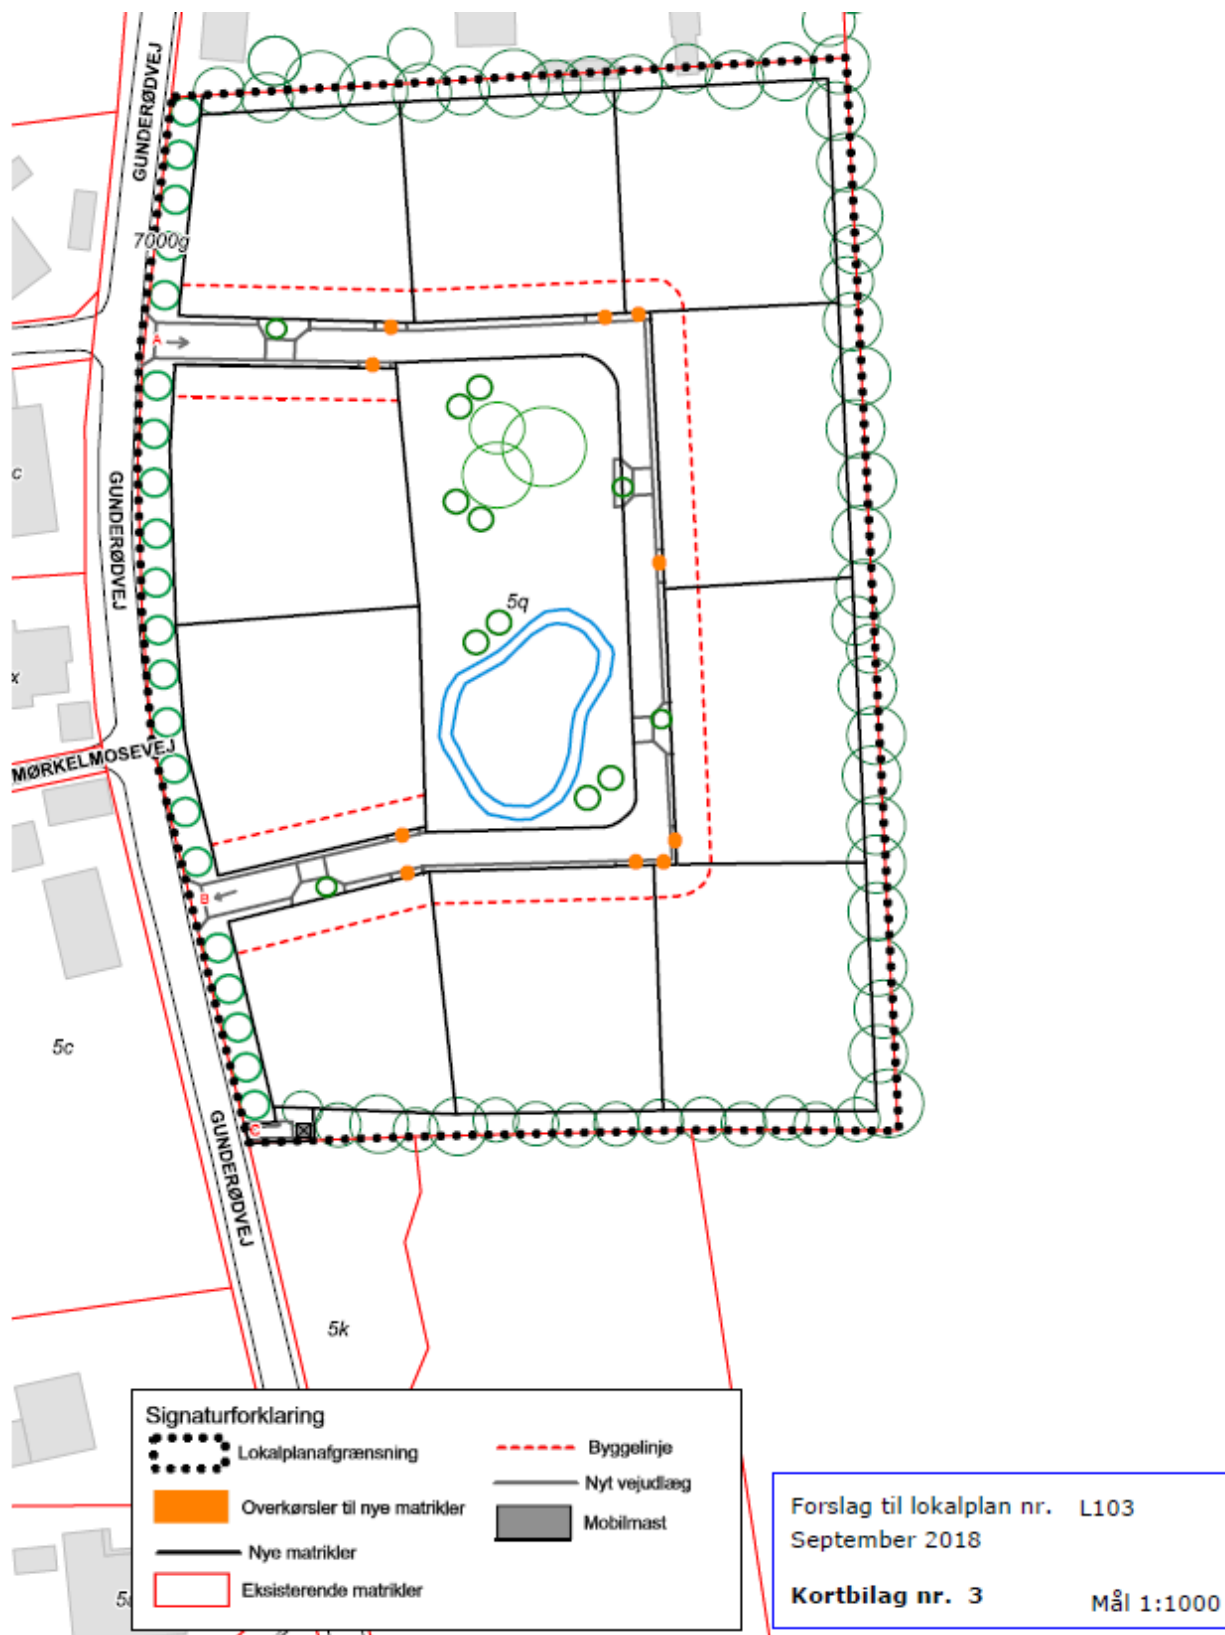 GUNDERØDVEJ
7000g
A
c
GUNDERØDVEJ
5q
x
MØRKELMOSEVEJ
B
5c
C
GUNDERØDVEJ
5k
Signaturforklaring
Lokalplanafgrænsning
Overkørsler til nye matrikler
Nye matrikler
Eksisterende matrikler
Byggelinje
Nyt vejudlæg
Mobilmast
Forslag til lokalplan nr. L103
September 2018
Kortbilag nr. 3
Mål 1:1000